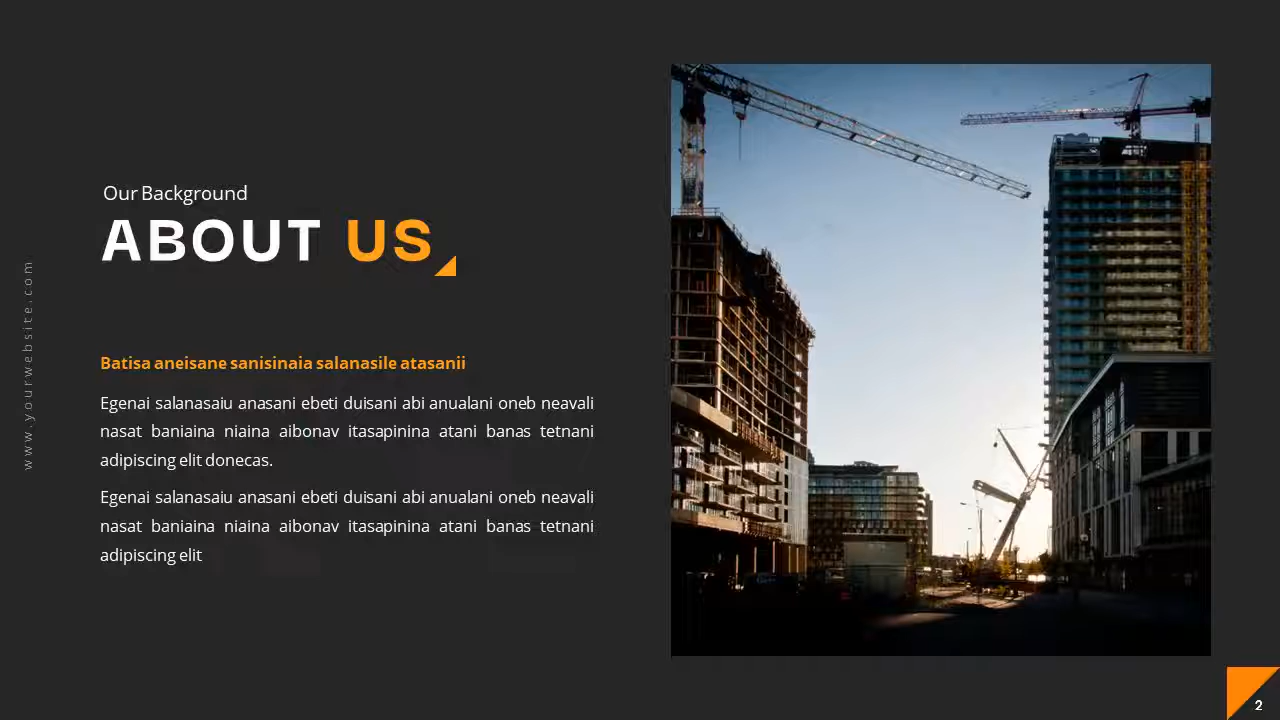 Our Background
ABOUT US
www.yourwebsite.com
Batisa aneisane sanisinaia salanasile atasanii
Egenai salanasaiu anasani ebeti duisani abi anualani oneb neavali
nasat baniaina niaina aibonav itasapinina atani banas tetnani
adipiscing elit donecas.
Egenai salanasaiu anasani ebeti duisani abi anualani oneb neavali
nasat baniaina niaina aibonav itasapinina atani banas tetnani
adipiscing elit
2